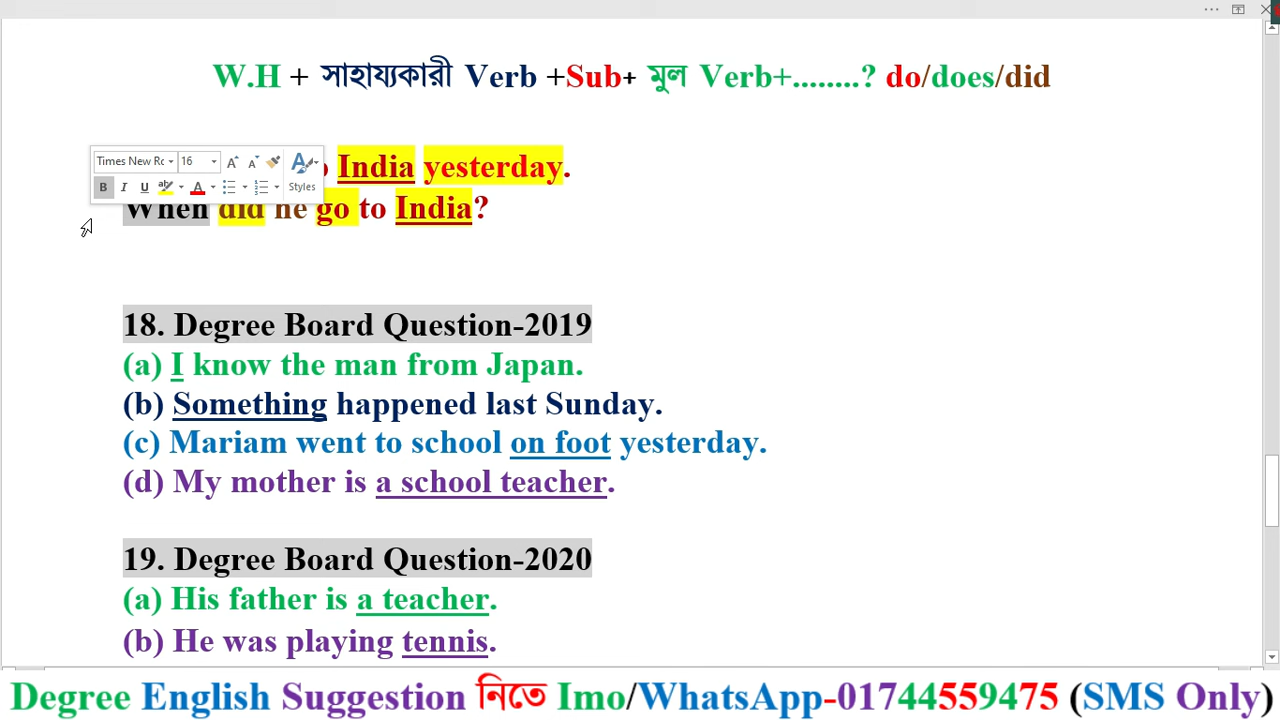 W.H + সাহায্যকারী Verb +Sub+ মুল Verb+........? do/does/did
Times New Rc 16
India yesterday.
B I U Styles
When did he go to India?
18. Degree Board Question-2019
(a) I know the man from Japan.
(b) Something happened last Sunday.
(c) Mariam went to school on foot yesterday.
(d) My mother is a school teacher.
19. Degree Board Question-2020
(a) His father is a teacher.
(b) He was playing tennis.
Degree English Suggestion নিতে Imo/WhatsApp-01744559475 (SMS Only)